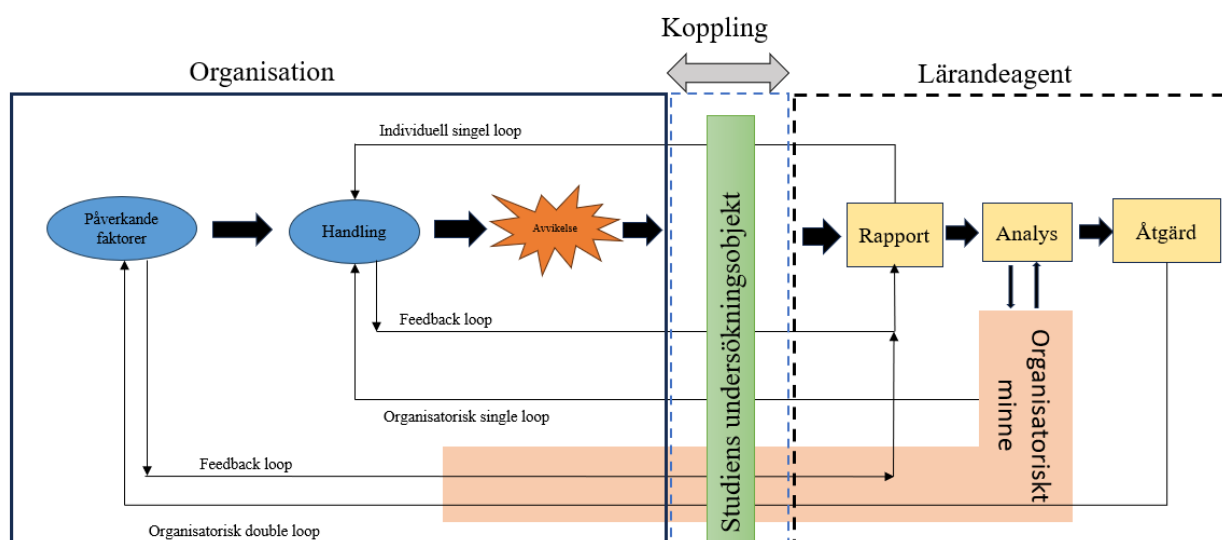 Koppling
Organisation
Lärandeagent
Individuell singel loop
Påverkande
faktorer
Handling
Avvikelse
Rapport
Analys
Åtgärd
Feedback loop
Organisatorisk single loop
Feedback loop
Organisatorisk double loop
Studiens undersökningsobjekt
Organisatoriskt
minne